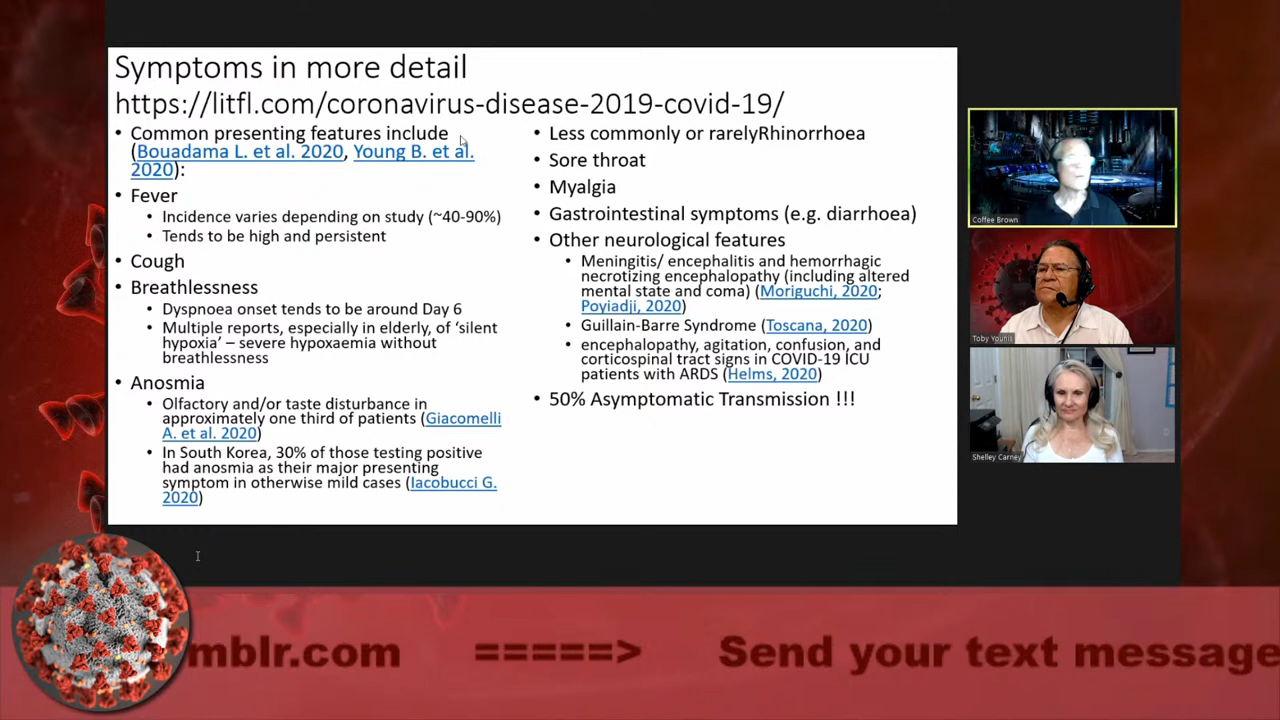 Symptoms in more detail
https://litfl.com/coronavirus-disease-2019-covid-19/
• Common presenting features include
(Bouadama L. et al. 2020, Young B. et al.
2020):
• Fever
• Incidence varies depending on study (~40-90%)
• Tends to be high and persistent
• Cough
• Breathlessness
• Dyspnoea onset tends to be around Day 6
• Multiple reports, especially in elderly, of ‘silent
hypoxia’ – severe hypoxaemia without
breathlessness
• Anosmia
• Olfactory and/or taste disturbance in
approximately one third of patients (Giacomelli
A. et al. 2020)
• In South Korea, 30% of those testing positive
had anosmia as their major presenting
symptom in otherwise mild cases (Iacobucci G.
2020)
• Less commonly or rarelyRhinorrhoea
• Sore throat
• Myalgia
• Gastrointestinal symptoms (e.g. diarrhoea)
• Other neurological features
• Meningitis/ encephalitis and hemorrhagic
necrotizing encephalopathy (including altered
mental state and coma) (Moriguchi, 2020;
Poyiadji, 2020)
• Guillain-Barre Syndrome (Toscana, 2020)
• encephalopathy, agitation, confusion, and
corticospinal tract signs in COVID-19 ICU
patients with ARDS (Helms, 2020)
• 50% Asymptomatic Transmission !!!
Coffee Brown
Toby Younis
Shelley Carney
mblr.com =====> Send your text message